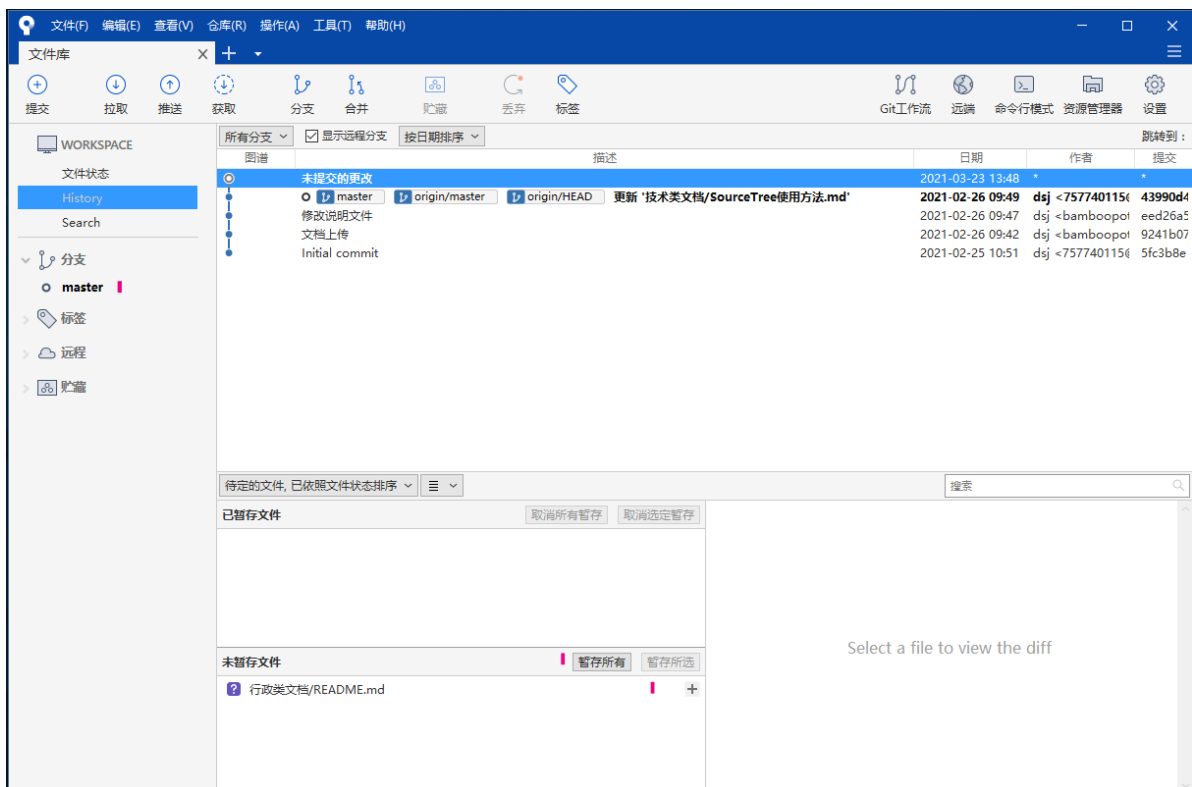 文件(F) 编辑(E) 查看(V) 仓库(R) 操作(A) 工具(T) 帮助(H)
文件库
提交 拉取 推送 获取 分支 合并 贮藏 丢弃 标签 Git工作流 远端 命令行模式 资源管理器 设置
WORKSPACE
文件状态
History
Search
分支
master
标签
远程
贮藏
所有分支 显示远程分支 按日期排序 跳转到：
图谱 描述 日期 作者 提交
未提交的更改 2021-03-23 13:48 * *
master origin/master origin/HEAD 更新 '技术类文档/SourceTree使用方法.md' 2021-02-26 09:49 dsj <757740115@ 43990d4
修改说明文件 2021-02-26 09:47 dsj <bamboopot eed26a5
文档上传 2021-02-26 09:42 dsj <bamboopot 9241b07
Initial commit 2021-02-25 10:51 dsj <757740115@ 5fc3b8e
待定的文件, 已依照文件状态排序 搜索
已暂存文件 取消所有暂存 取消选定暂存
未暂存文件 暂存所有 暂存所选
行政类文档/README.md
Select a file to view the diff